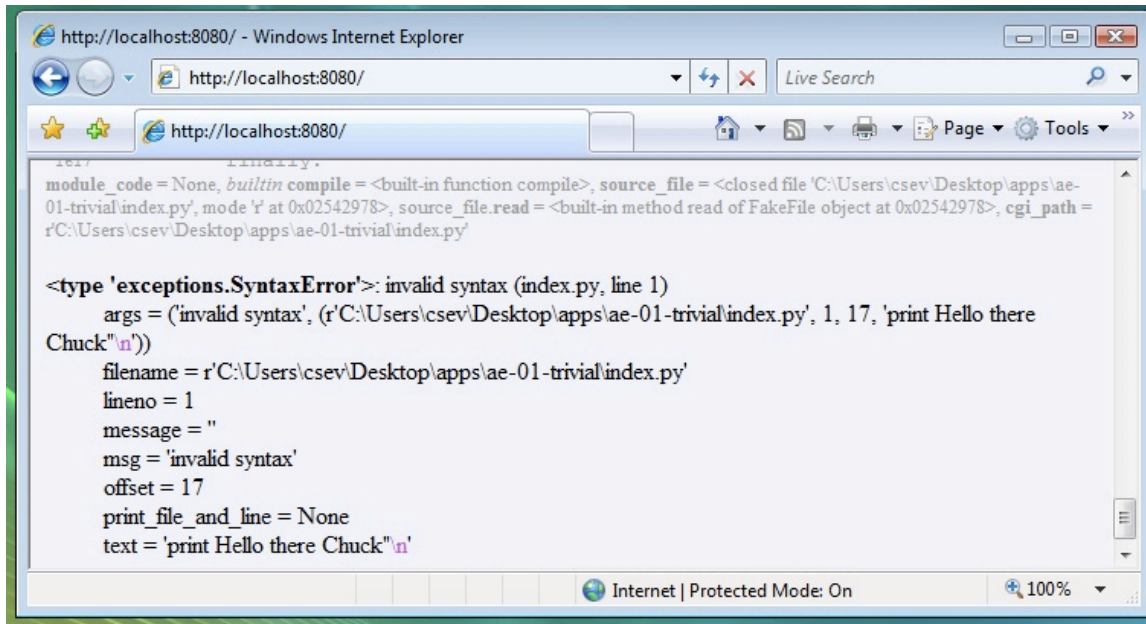 http://localhost:8080/ - Windows Internet Explorer
http://localhost:8080/
Live Search
http://localhost:8080/
Page
Tools
1617 finally:
module_code = None, builtin compile = <built-in function compile>, source_file = <closed file 'C:\Users\csev\Desktop\apps\ae-
01-trivial\index.py', mode 'r' at 0x02542978>, source_file.read = <built-in method read of FakeFile object at 0x02542978>, cgi_path =
r'C:\Users\csev\Desktop\apps\ae-01-trivial\index.py'
<type 'exceptions.SyntaxError'>: invalid syntax (index.py, line 1)
args = ('invalid syntax', (r'C:\Users\csev\Desktop\apps\ae-01-trivial\index.py', 1, 17, 'print Hello there
Chuck"\n'))
filename = r'C:\Users\csev\Desktop\apps\ae-01-trivial\index.py'
lineno = 1
message = ''
msg = 'invalid syntax'
offset = 17
print_file_and_line = None
text = 'print Hello there Chuck"\n'
Internet | Protected Mode: On
100%